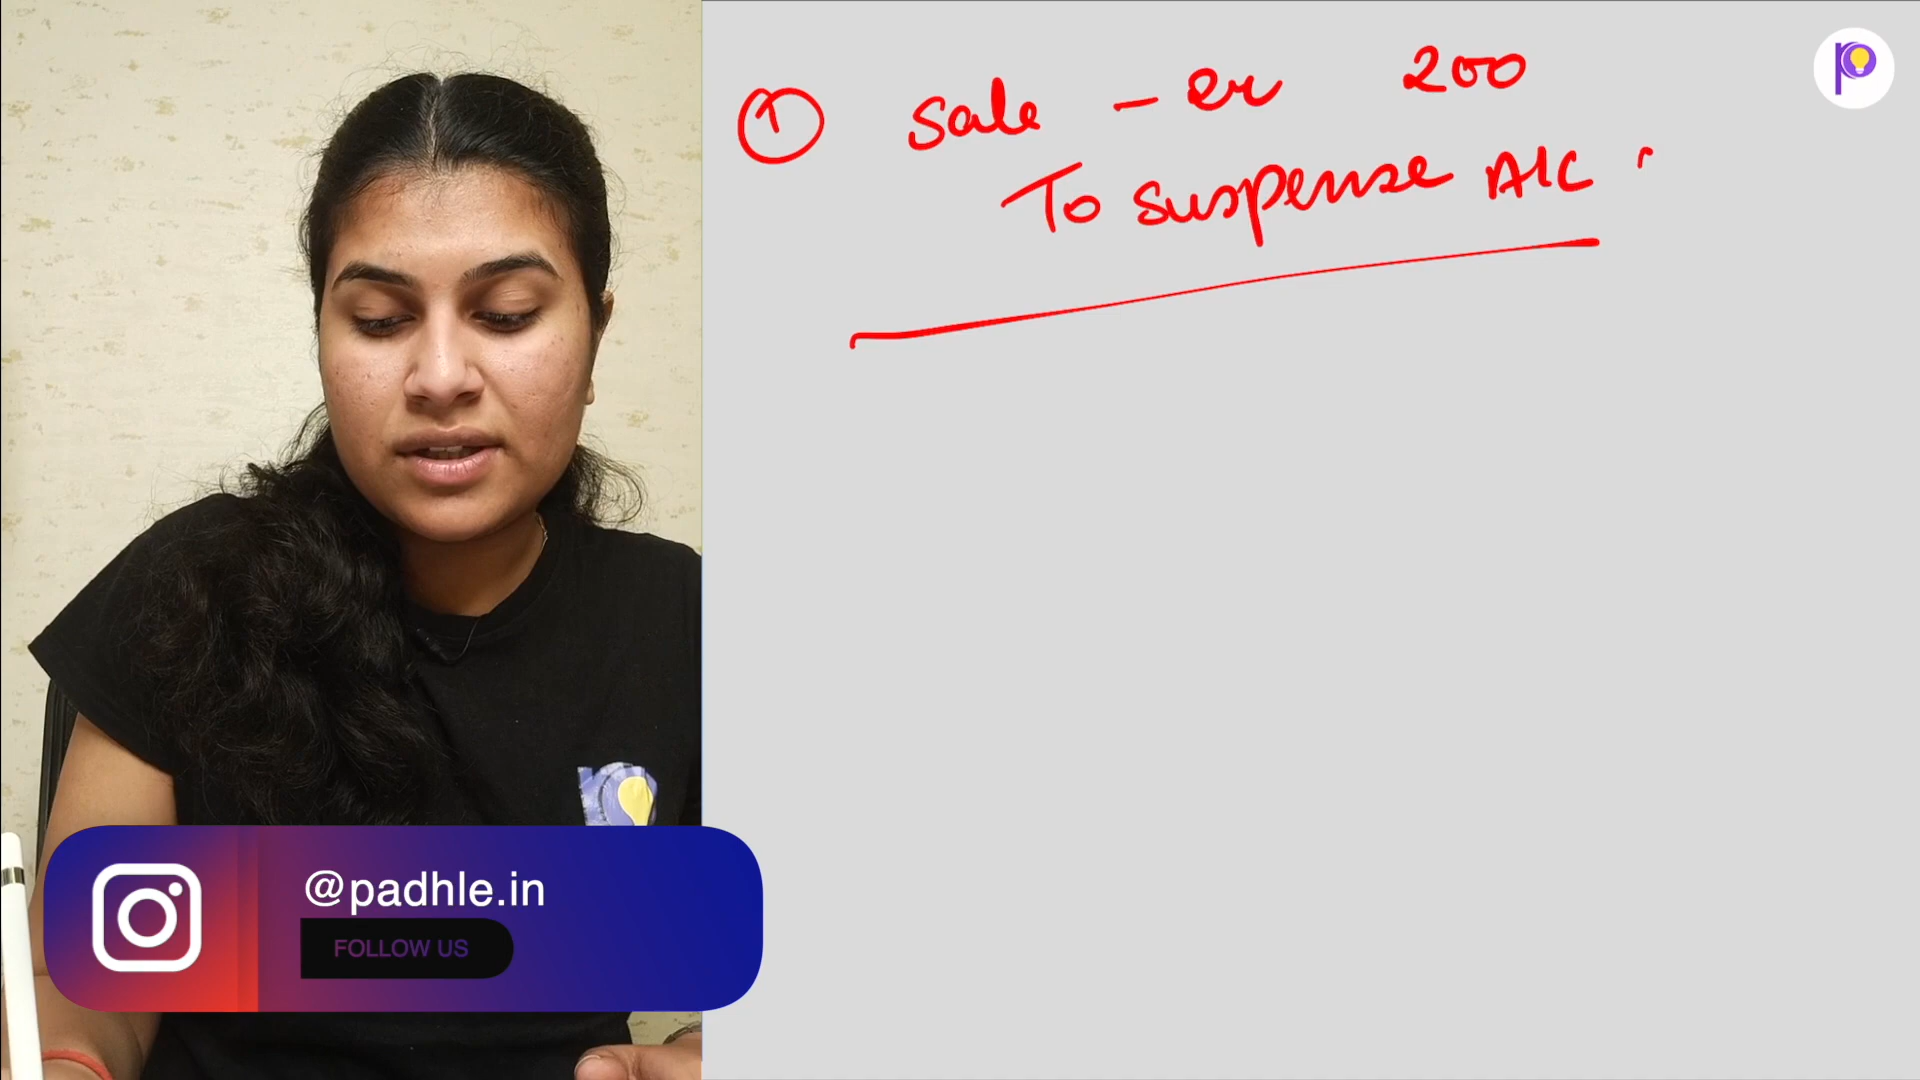 ① Sale - Dr 200
To Suspense A/C
@padhle.in
FOLLOW US